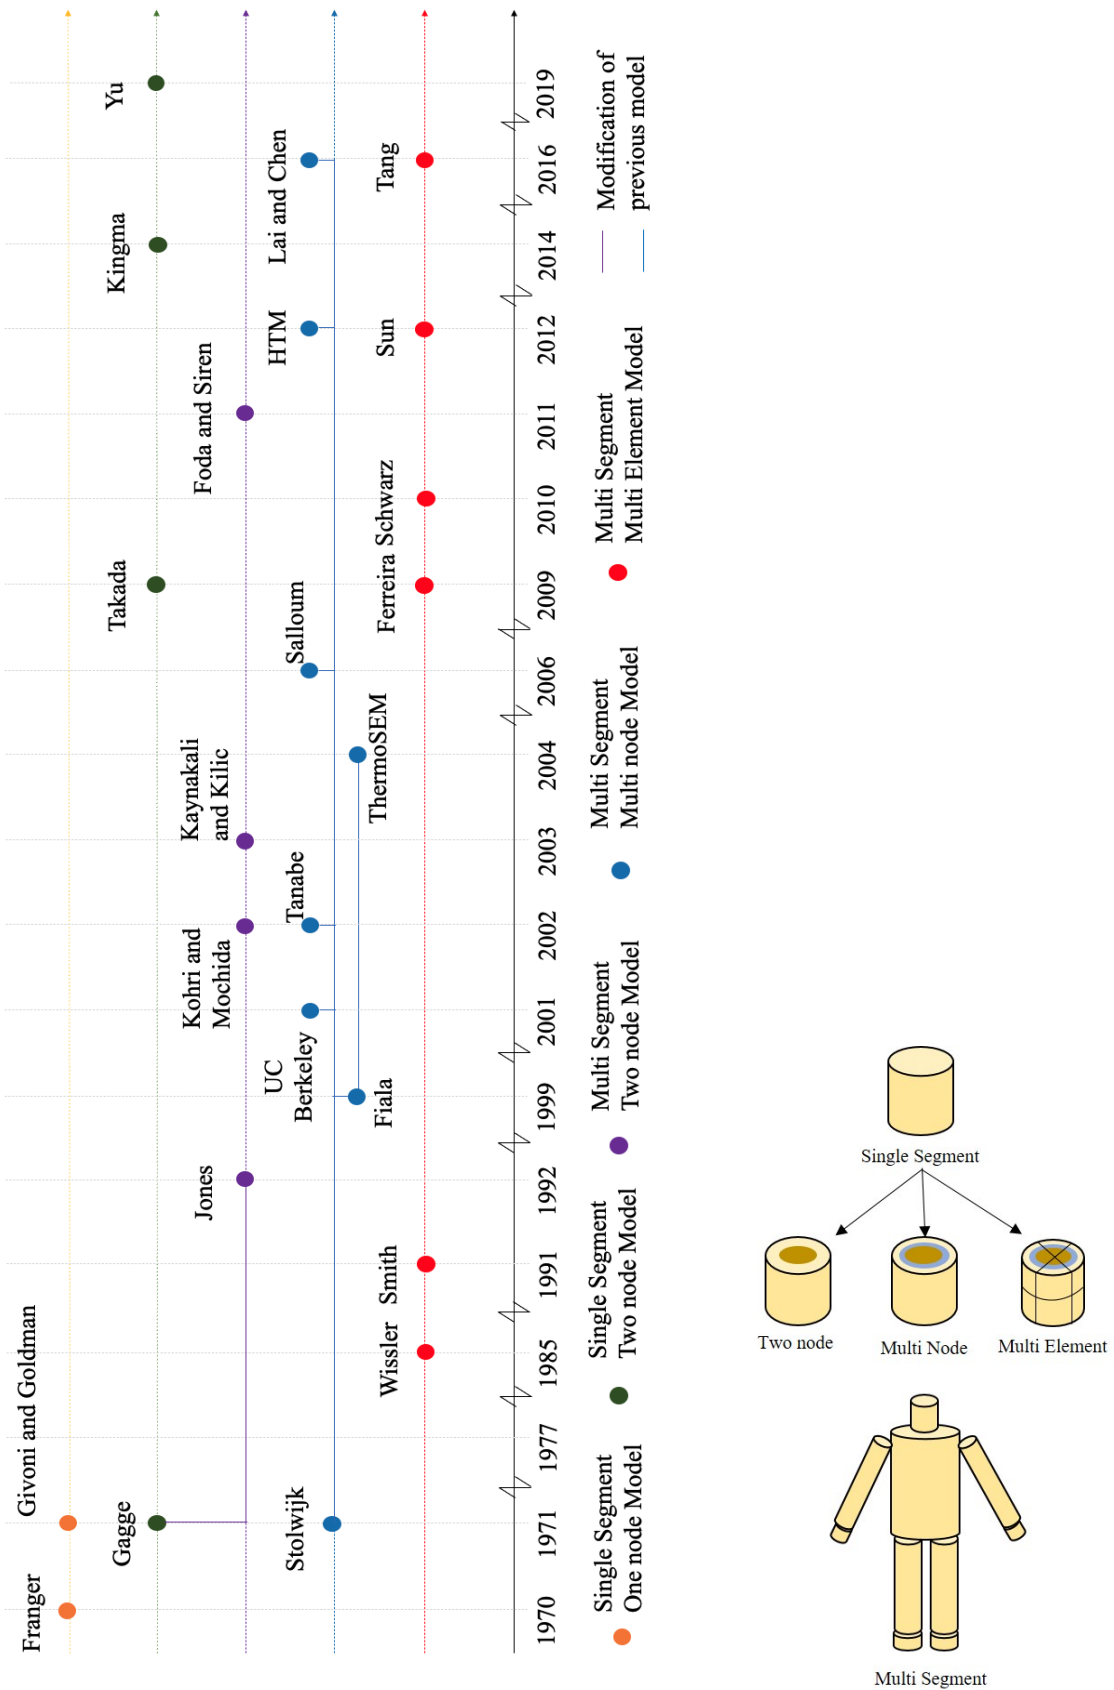 Franger
Givoni and Goldman
Gagge
Takada
Kingma
Yu
Jones
Kohri and
Mochida
Kaynakali
and Kilic
Foda and Siren
Stolwijk
UC
Berkeley
Tanabe
Salloum
HTM
Lai and Chen
Fiala
ThermoSEM
Wissler
Smith
Ferreira
Schwarz
Sun
Tang
1970
1971
1977
1985
1991
1992
1999
2001
2002
2003
2004
2006
2009
2010
2011
2012
2014
2016
2019
Single Segment
One node Model
Single Segment
Two node Model
Multi Segment
Two node Model
Multi Segment
Multi node Model
Multi Segment
Multi Element Model
Modification of
previous model
Single Segment
Two node
Multi Node
Multi Element
Multi Segment